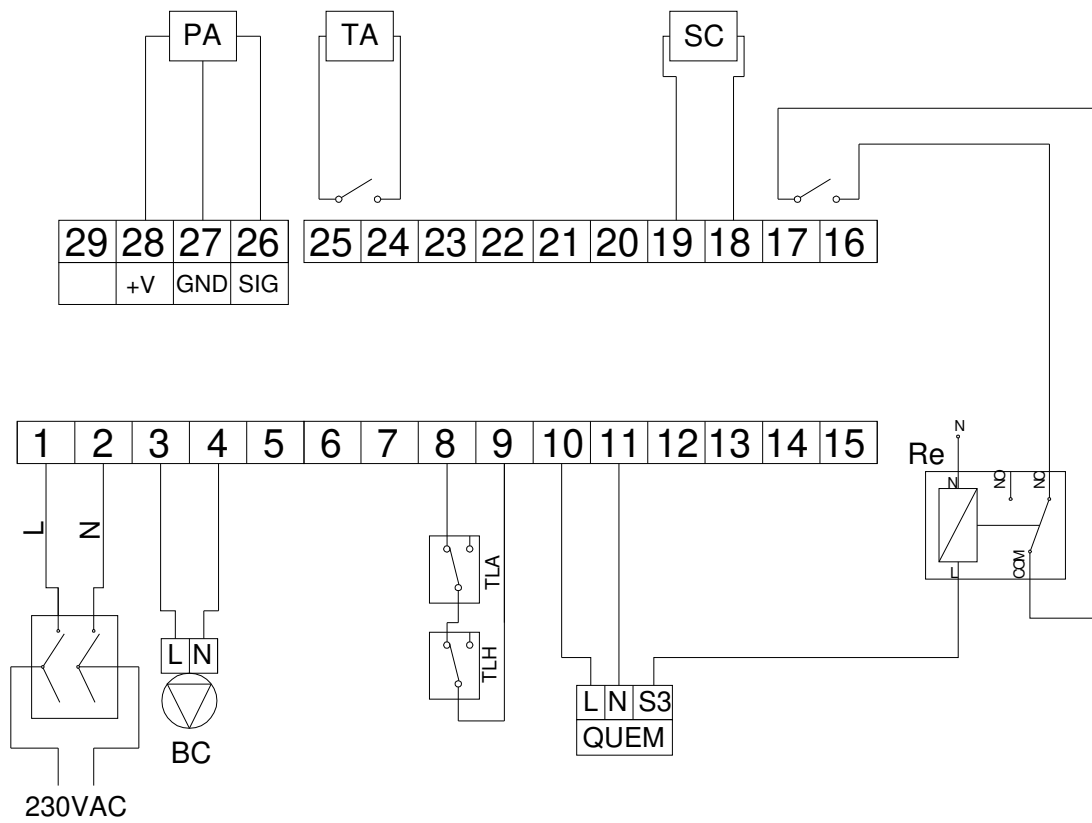 PA
TA
SC
29 28 27 26
25 24 23 22 21 20 19 18 17 16
+V GND SIG
1 2 3 4 5 6 7 8 9 10 11 12 13 14 15
N
Re
N NO NC
L COM
L N
TLA
TLH
L N
BC
L N S3
QUEM
230VAC